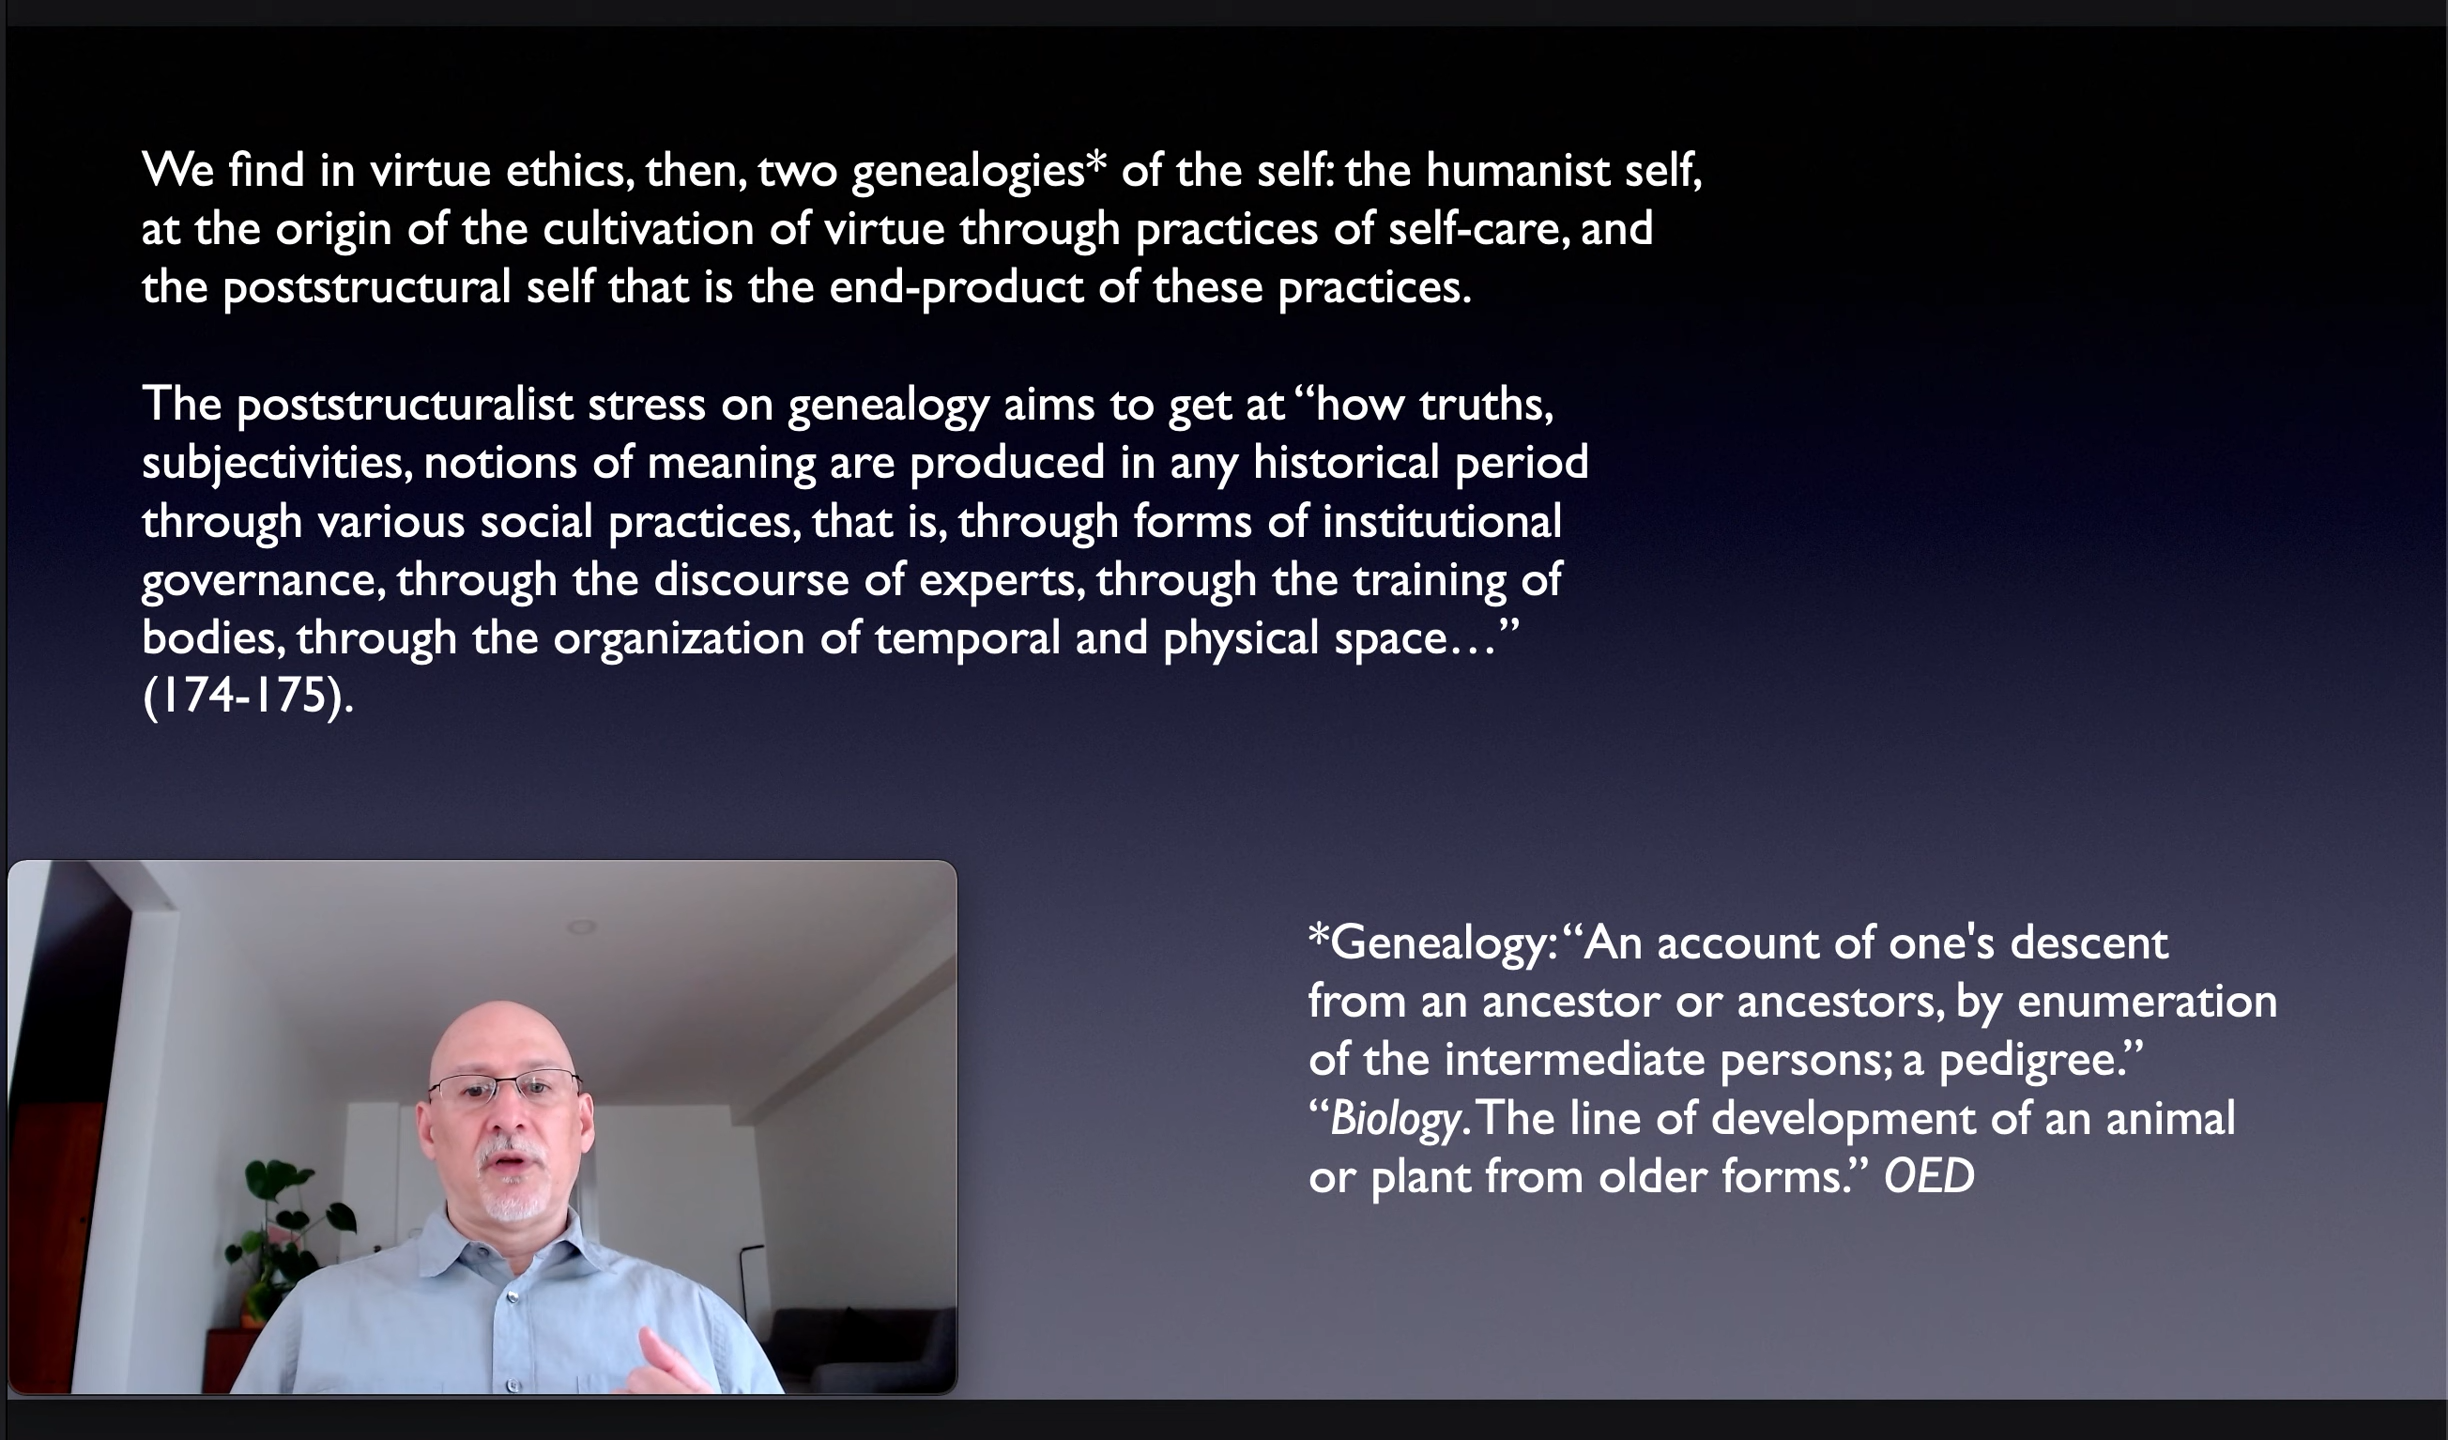 We find in virtue ethics, then, two genealogies* of the self: the humanist self,
at the origin of the cultivation of virtue through practices of self-care, and
the poststructural self that is the end-product of these practices.
The poststructuralist stress on genealogy aims to get at “how truths,
subjectivities, notions of meaning are produced in any historical period
through various social practices, that is, through forms of institutional
governance, through the discourse of experts, through the training of
bodies, through the organization of temporal and physical space…”
(174-175).
*Genealogy: “An account of one's descent
from an ancestor or ancestors, by enumeration
of the intermediate persons; a pedigree.”
“Biology. The line of development of an animal
or plant from older forms.” OED